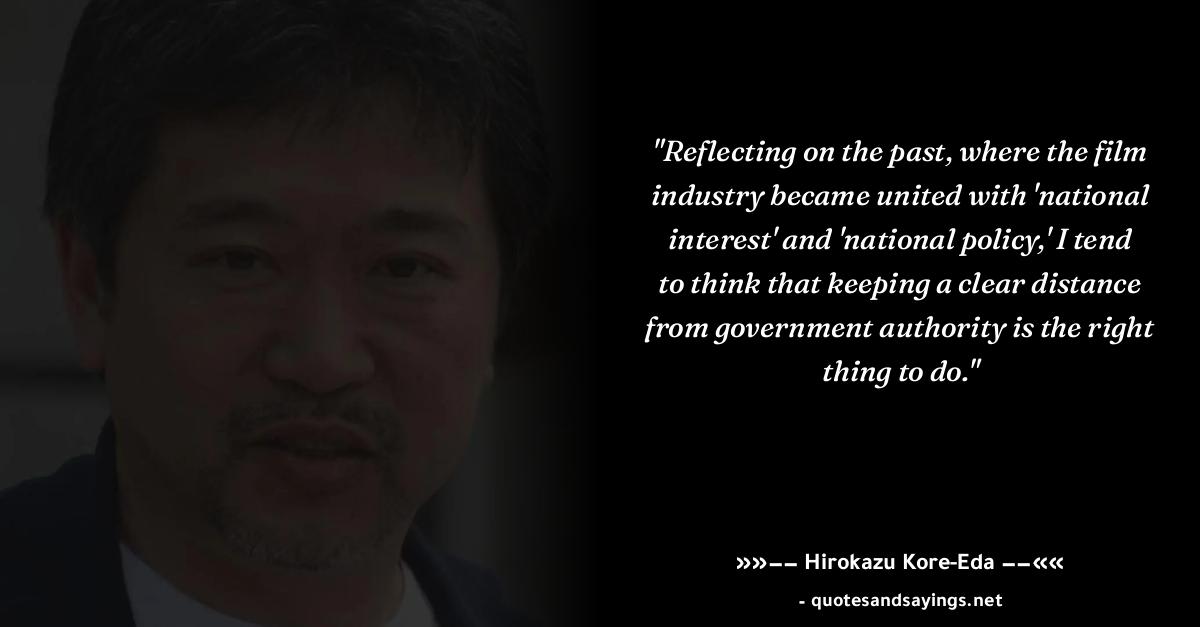 "Reflecting on the past, where the film
industry became united with 'national
interest' and 'national policy,' I tend
to think that keeping a clear distance
from government authority is the right
thing to do."
»»−− Hirokazu Kore-Eda −−««
- quotesandsayings.net